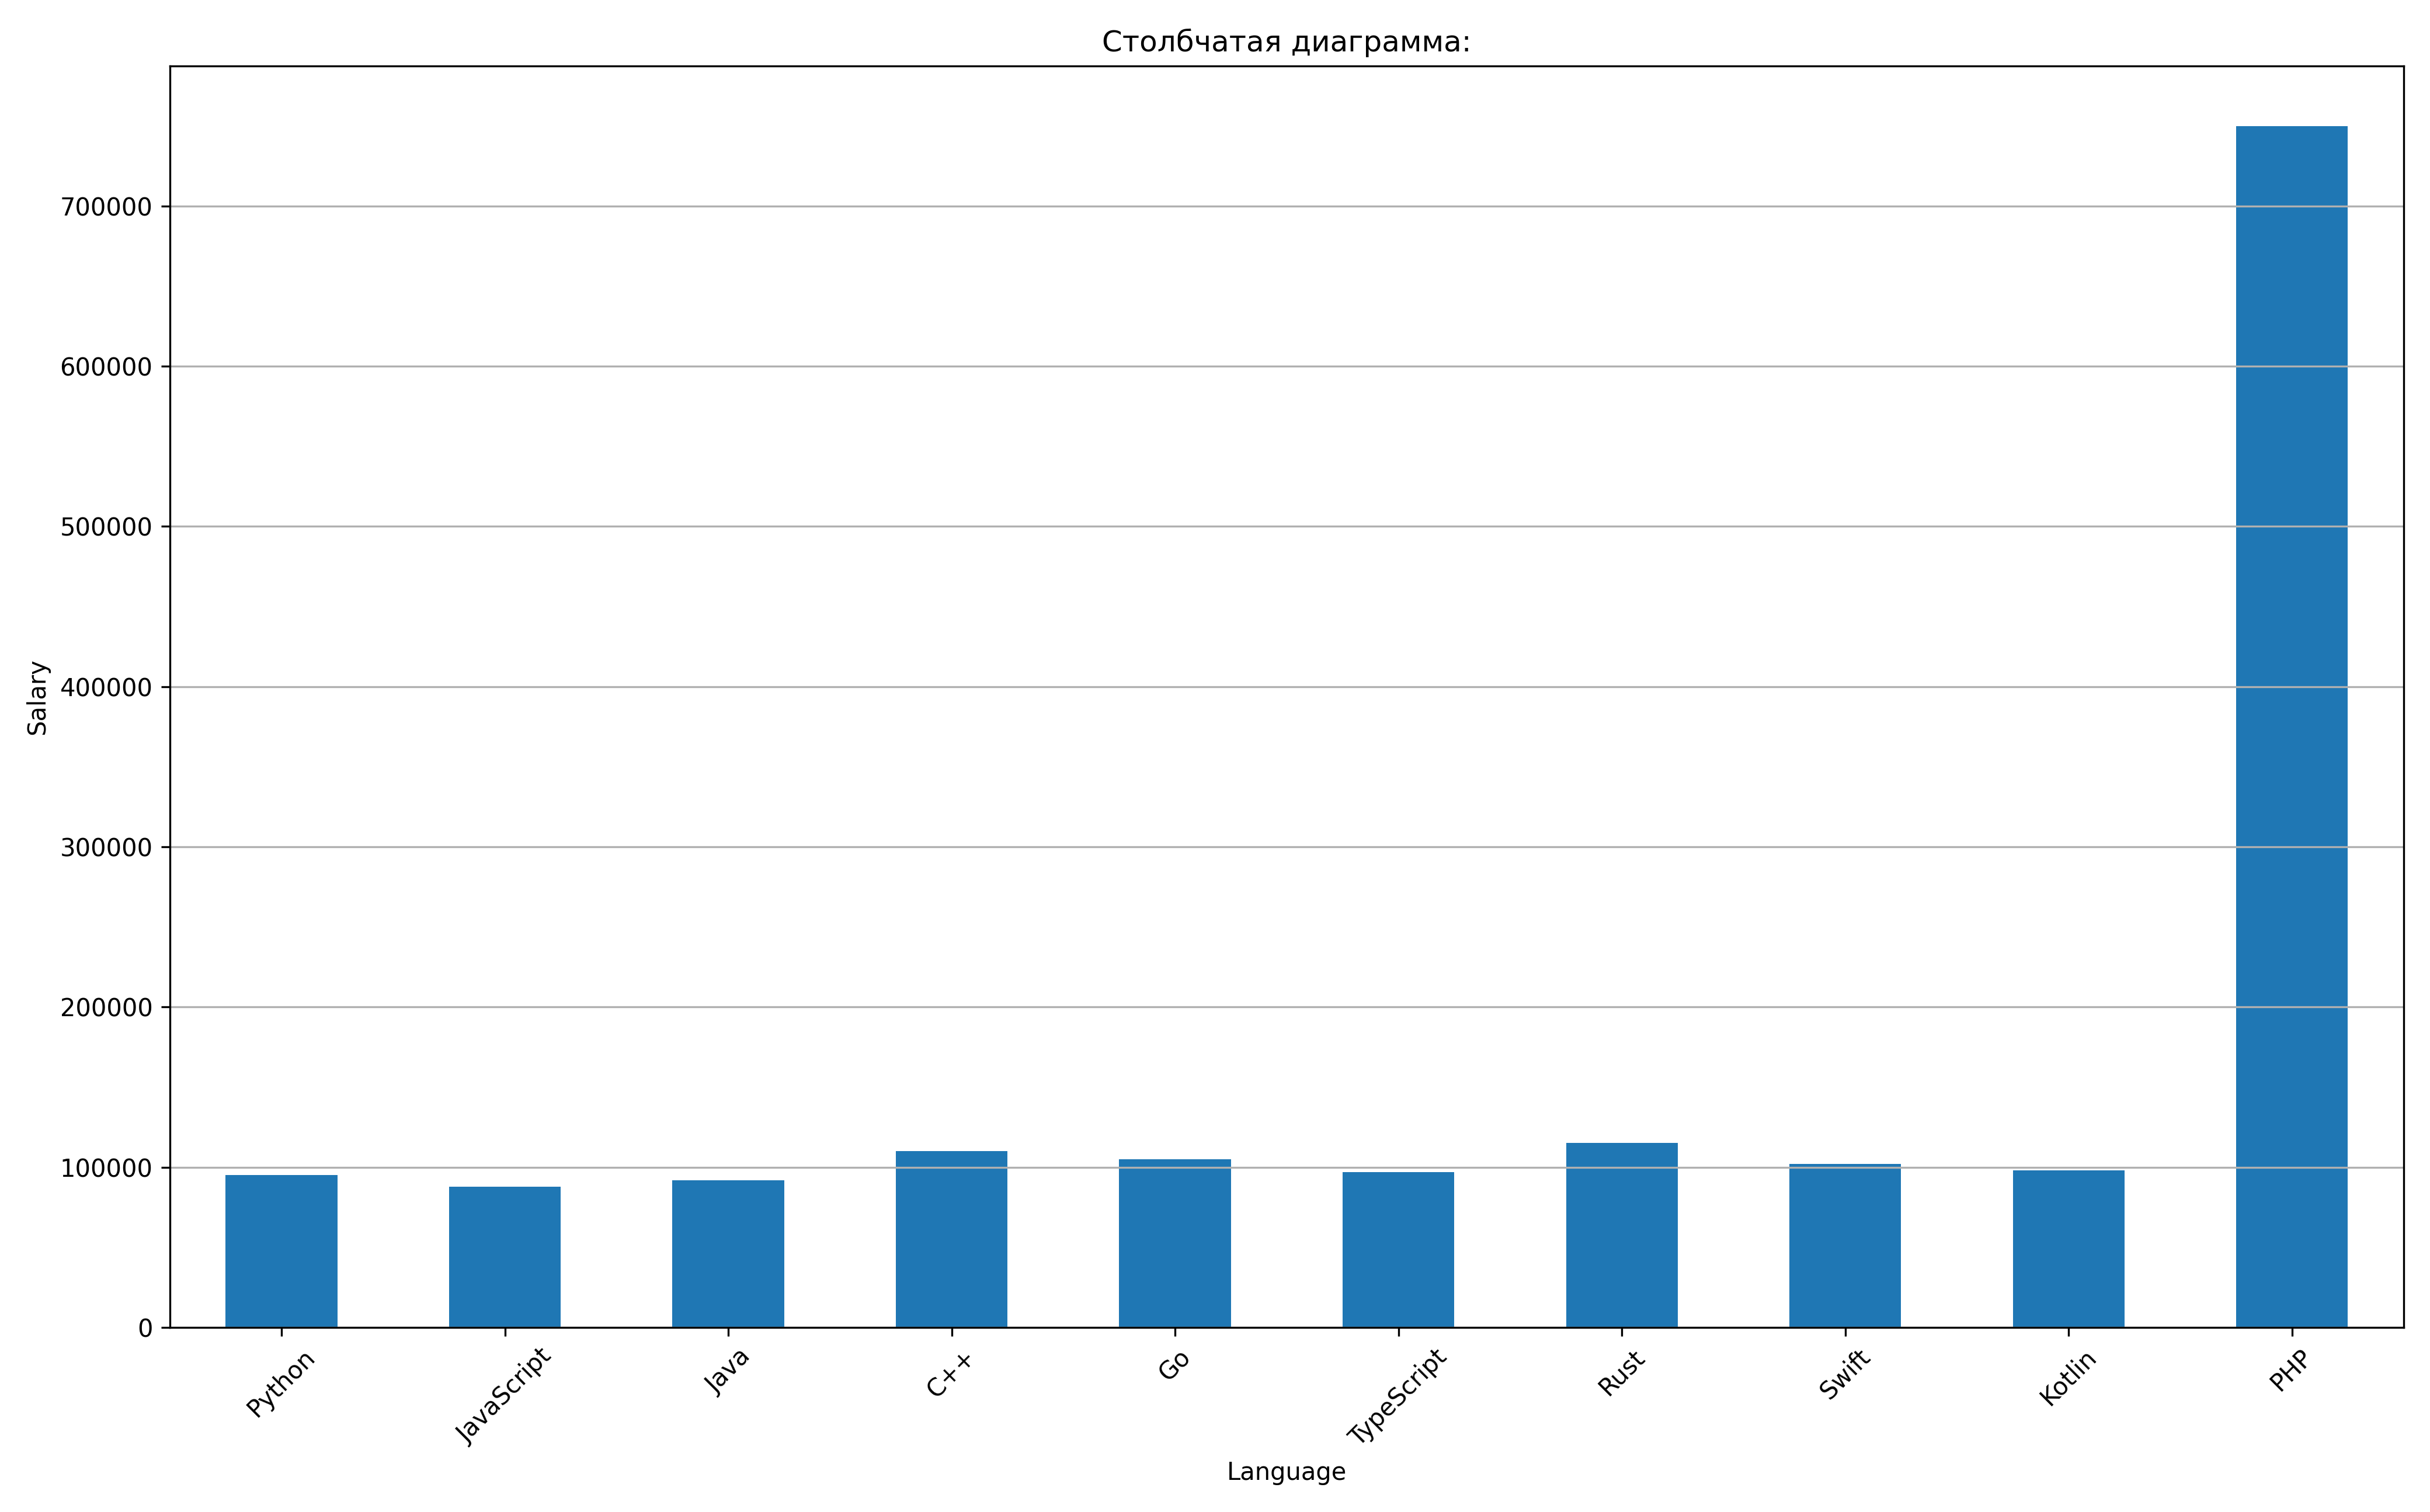 Столбчатая диаграмма:
700000
600000
500000
400000
300000
200000
100000
0
Salary
Python
JavaScript
Java
C++
Go
TypeScript
Rust
Swift
Kotlin
PHP
Language